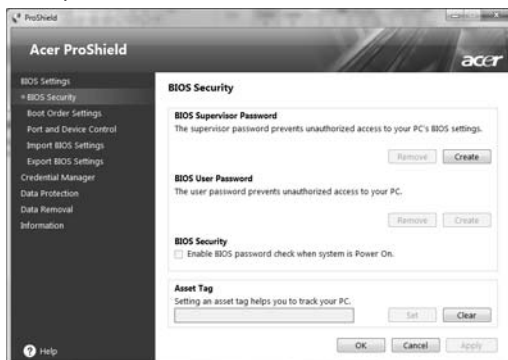 ProShield
Acer ProShield
acer
BIOS Settings
BIOS Security
Boot Order Settings
Port and Device Control
Import BIOS Settings
Export BIOS Settings
Credential Manager
Data Protection
Data Removal
Information
Help
BIOS Security
BIOS Supervisor Password
The supervisor password prevents unauthorized access to your PC's BIOS settings.
Remove Create
BIOS User Password
The user password prevents unauthorized access to your PC.
Remove Create
BIOS Security
Enable BIOS password check when system is Power On.
Asset Tag
Setting an asset tag helps you to track your PC.
Set Clear
OK Cancel Apply